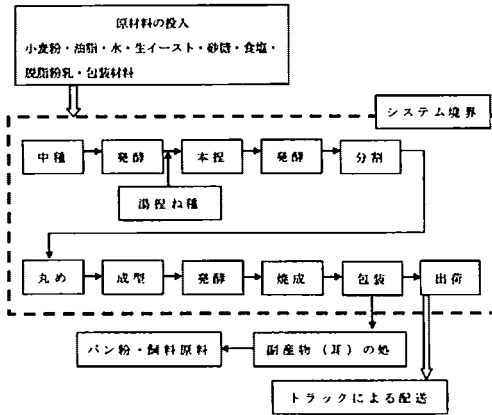 原材料の投入
小麦粉・油脂・水・生イースト・砂糖・食塩・
脱脂粉乳・包装材料
システム境界
中種
発酵
本捏
発酵
分割
湯捏ね種
丸め
成型
発酵
焼成
包装
出荷
パン粉・飼料原料
副産物（耳）の処
トラックによる配送